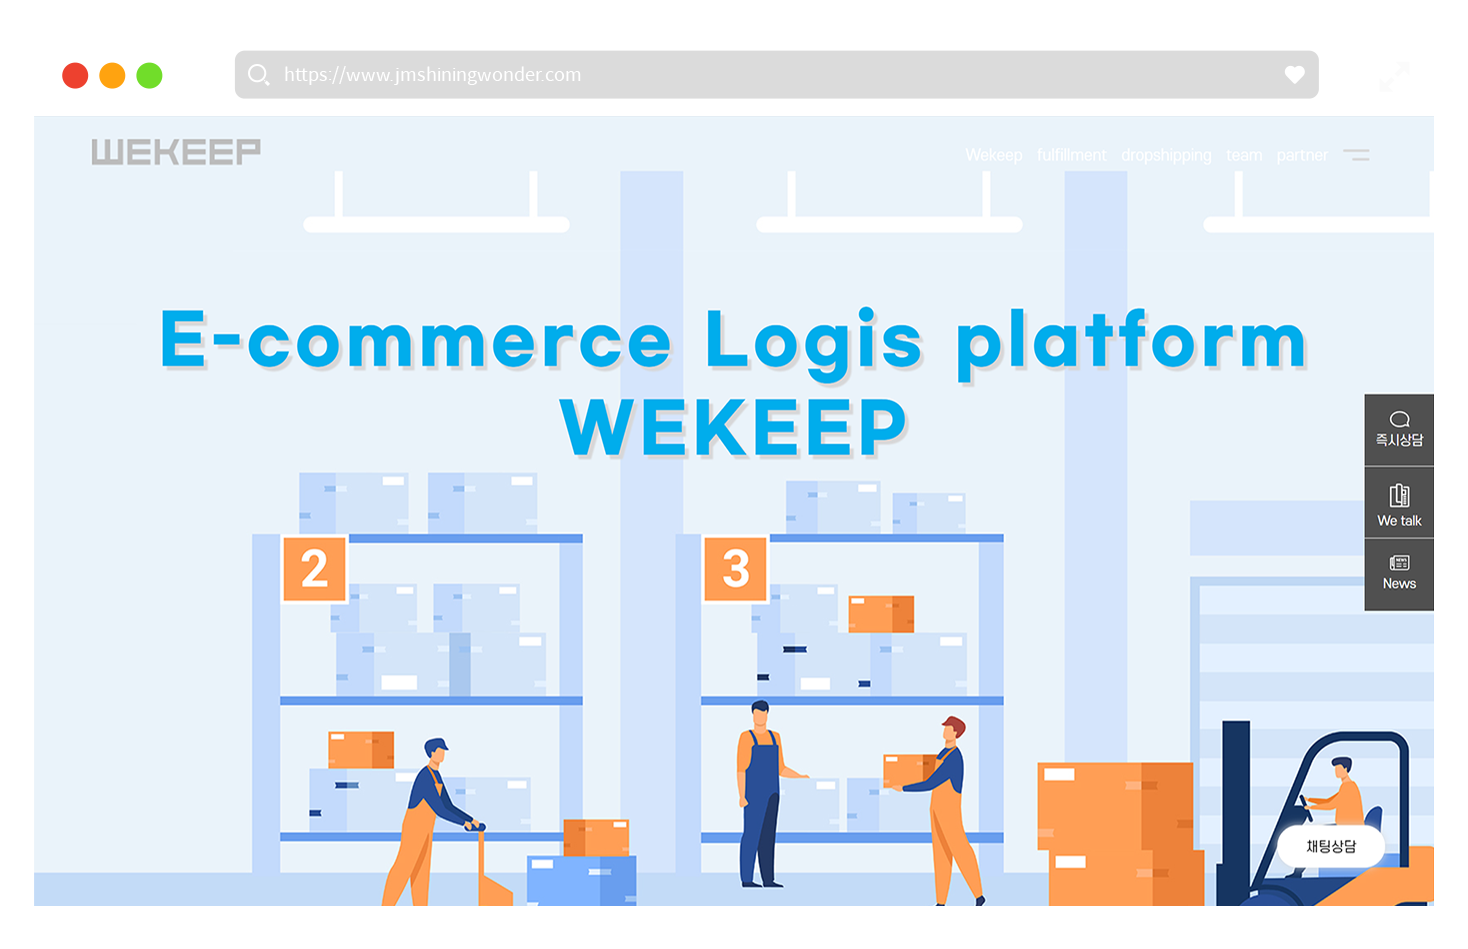 https://www.jmshiningwonder.com
WEKEEP
Wekeep fulfillment dropshipping team partner
E-commerce Logis platform
WEKEEP
즉시상담
We talk
News
2
3
채팅상담